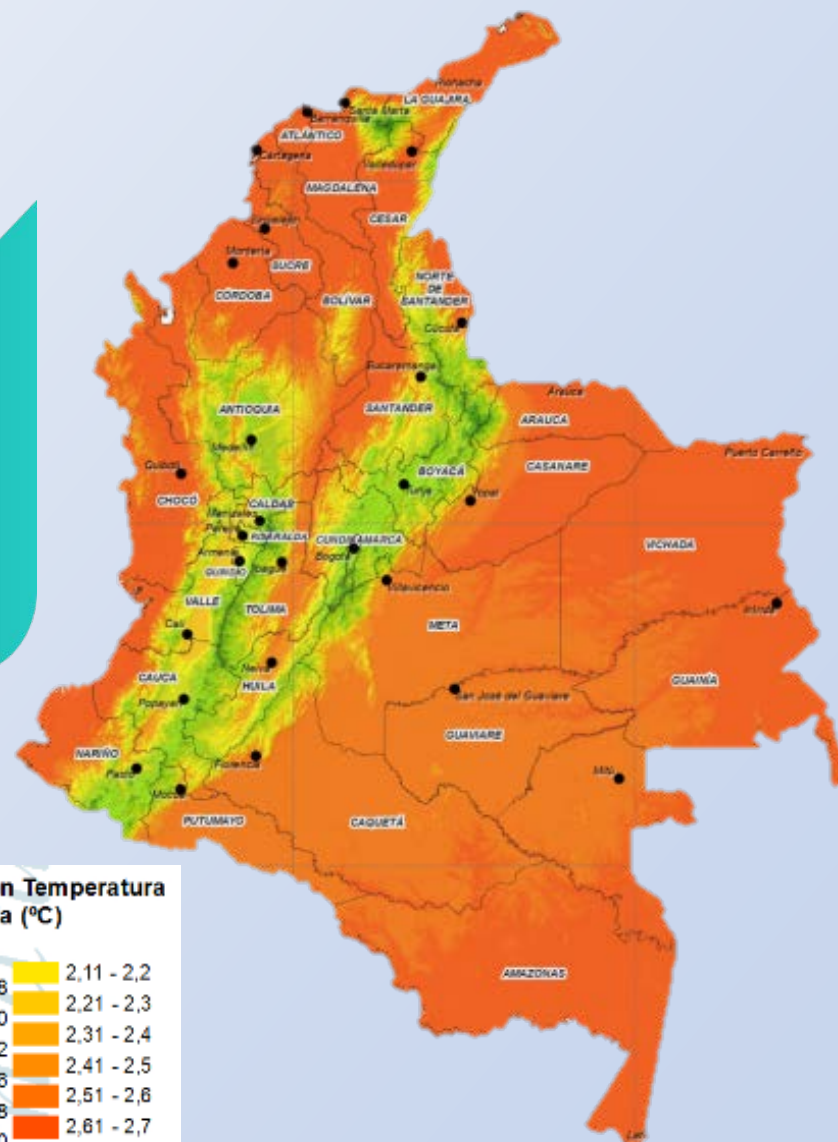 Riohacha
LA GUAJIRA
Santa Marta
Barranquilla
ATLÁNTICO
Cartagena
Valledupar
MAGDALENA
CESAR
Sincelejo
Montería
SUCRE
NORTE
DE
SANTANDER
CÓRDOBA
BOLÍVAR
Cúcuta
Bucaramanga
Arauca
SANTANDER
ANTIOQUIA
ARAUCA
Medellín
Puerto Carreño
Quibdó
BOYACÁ
CASANARE
Tunja
Yopal
CHOCÓ
CALDAS
Manizales
Pereira
RISARALDA
CUNDINAMARCA
VICHADA
Armenia
Bogotá
QUINDIO
Ibagué
Villavicencio
VALLE
TOLIMA
Inírida
META
Cali
Neiva
CAUCA
HUILA
GUAINÍA
Popayán
San José del Guaviare
GUAVIARE
NARIÑO
Florencia
Pasto
Mitú
Mocoa
PUTUMAYO
CAQUETÁ
AMAZONAS
n Temperatura
a (ºC)
2,11 - 2,2
2,21 - 2,3
2,31 - 2,4
2,41 - 2,5
2,51 - 2,6
2,61 - 2,7